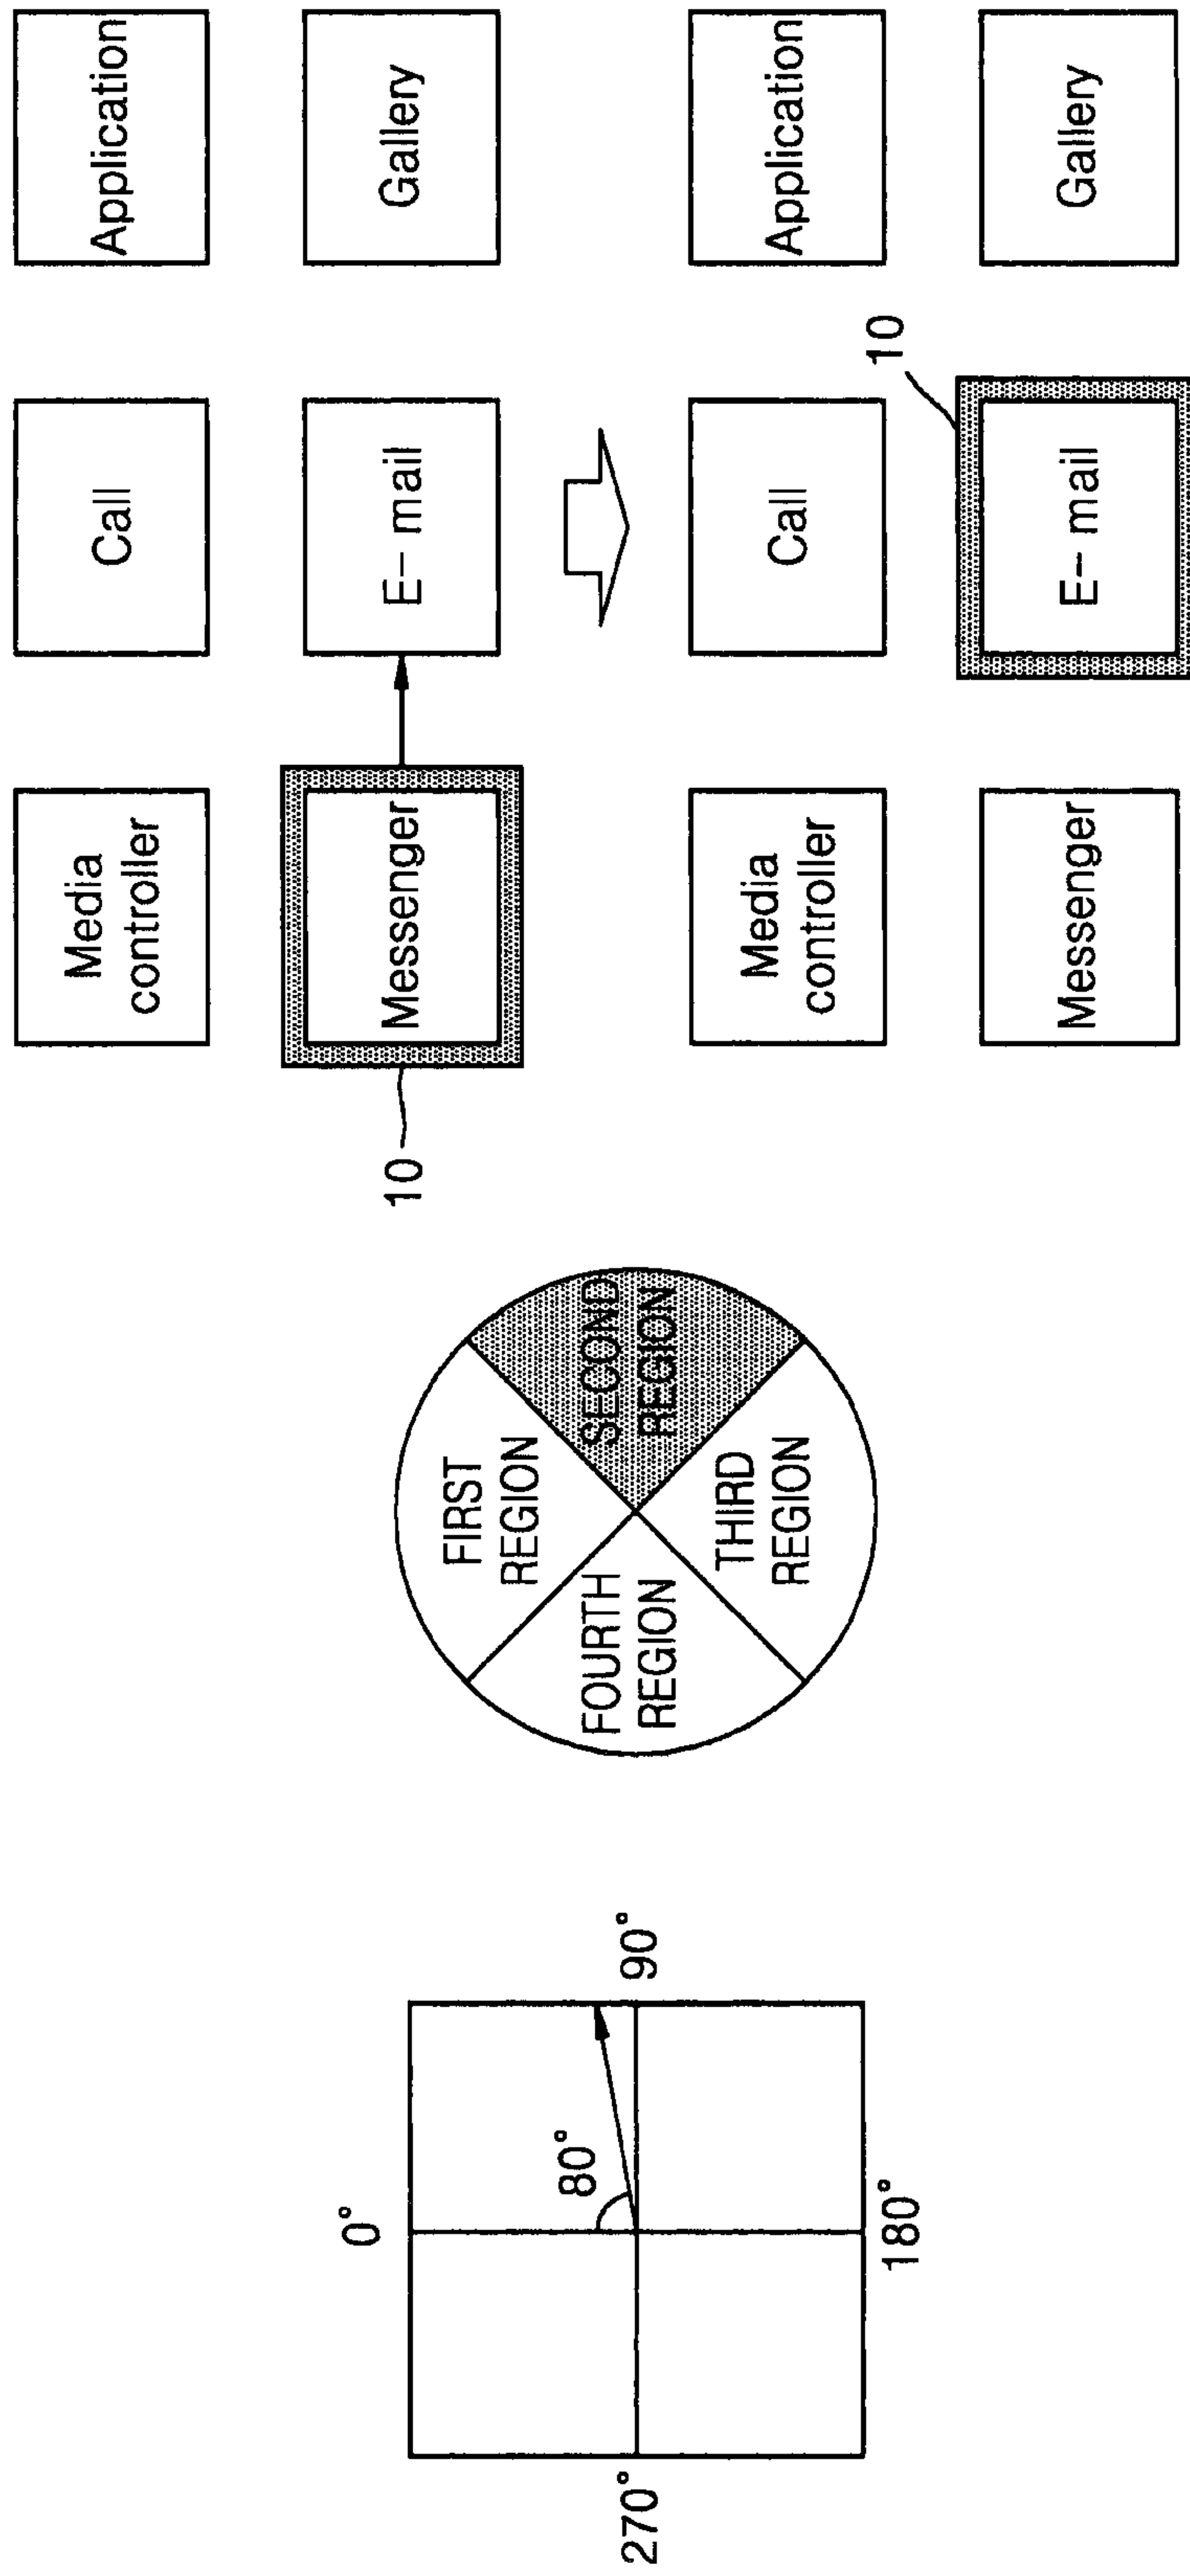 0°
80°
90°
270°
180°
FIRST
REGION
SECOND
REGION
FOURTH
REGION
THIRD
REGION
Media
controller
Call
Application
10
Messenger
E- mail
Gallery
Media
controller
Call
Application
10
Messenger
E- mail
Gallery